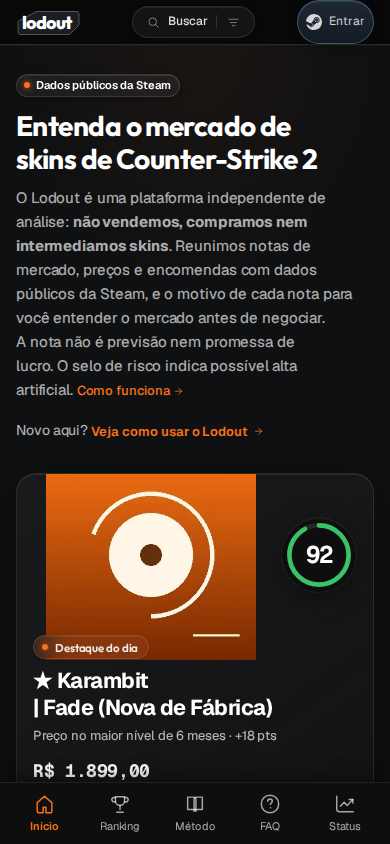 lodout
Buscar
Entrar
Dados públicos da Steam
Entenda o mercado de
skins de Counter-Strike 2
O Lodout é uma plataforma independente de
análise: não vendemos, compramos nem
intermediamos skins. Reunimos notas de
mercado, preços e encomendas com dados
públicos da Steam, e o motivo de cada nota para
você entender o mercado antes de negociar.
A nota não é previsão nem promessa de
lucro. O selo de risco indica possível alta
artificial. Como funciona →
Novo aqui? Veja como usar o Lodout →
92
Destaque do dia
★ Karambit
| Fade (Nova de Fábrica)
Preço no maior nível de 6 meses · +18 pts
R$ 1.899,00
Início
Ranking
Método
FAQ
Status